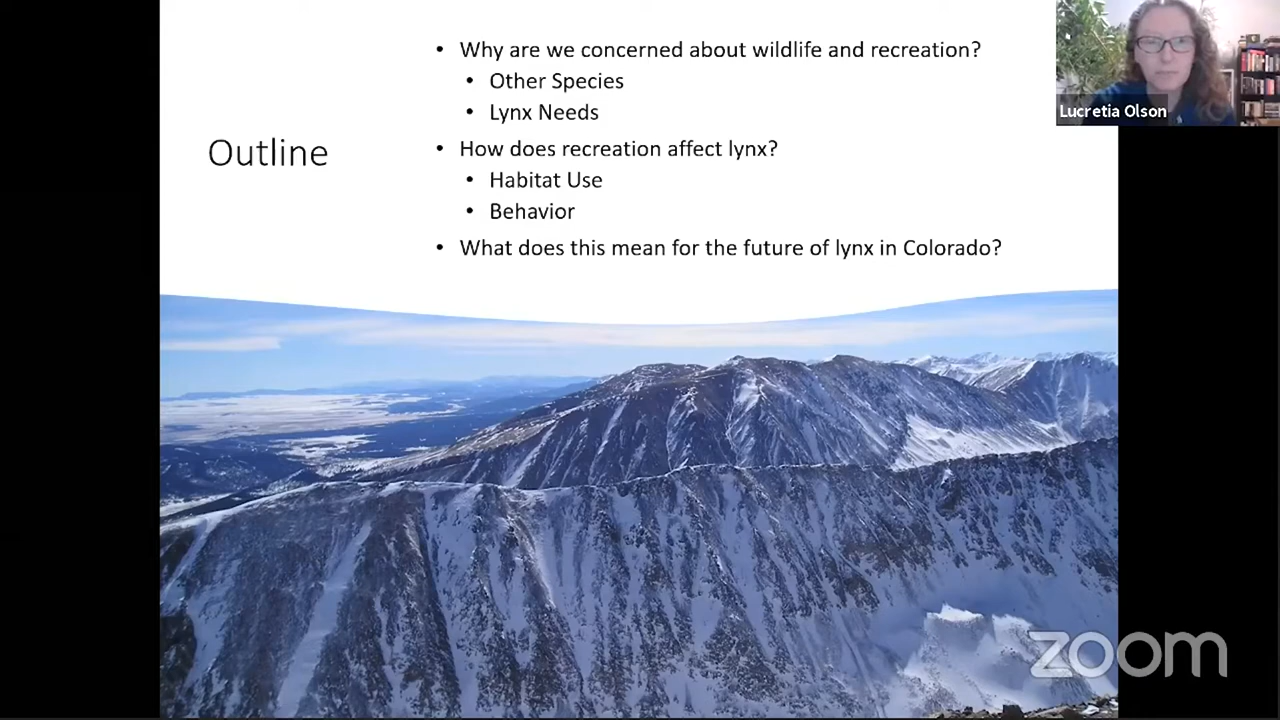 Outline
• Why are we concerned about wildlife and recreation?
• Other Species
• Lynx Needs
• How does recreation affect lynx?
• Habitat Use
• Behavior
• What does this mean for the future of lynx in Colorado?
Lucretia Olson
zoom